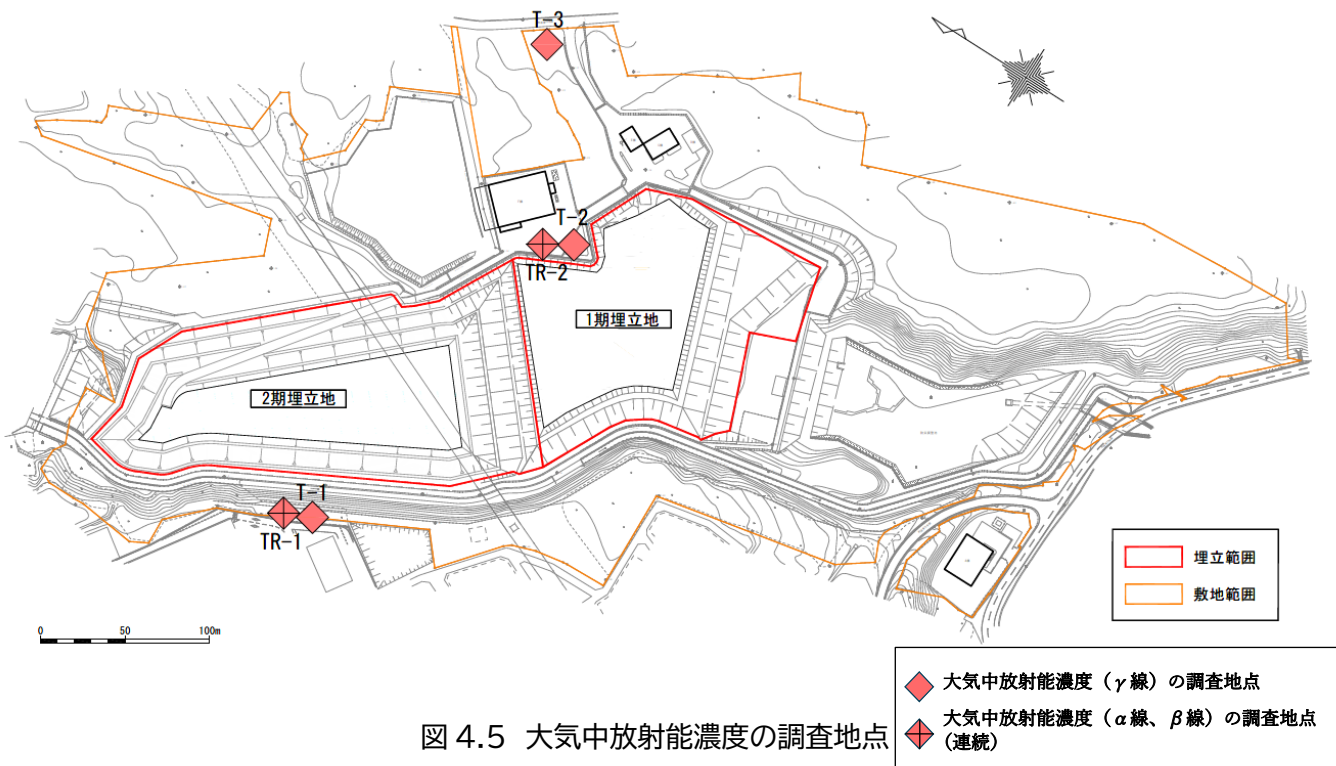 T-3
T-2
TR-2
1期埋立地
2期埋立地
T-1
TR-1
埋立範囲
敷地範囲
0 50 100m
大気中放射能濃度（γ線）の調査地点
大気中放射能濃度（α線、β線）の調査地点
(連続)
図 4.5 大気中放射能濃度の調査地点